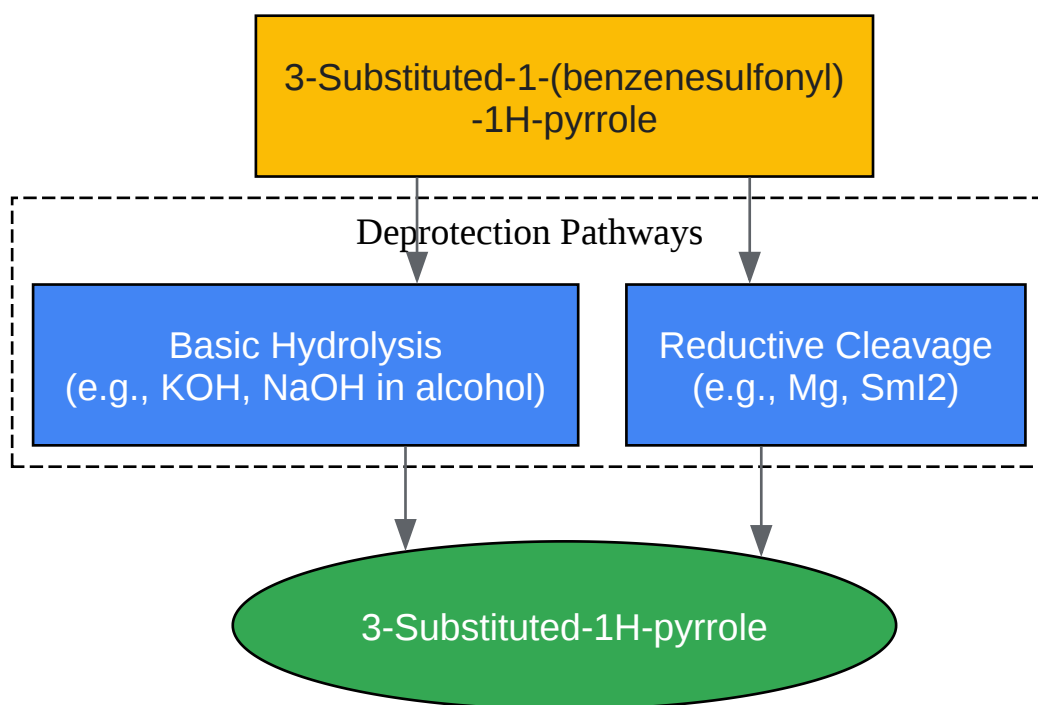 3-Substituted-1-(benzenesulfonyl)
-1H-pyrrole
Deprotection Pathways
Basic Hydrolysis
(e.g., KOH, NaOH in alcohol)
Reductive Cleavage
(e.g., Mg, SmI2)
3-Substituted-1H-pyrrole